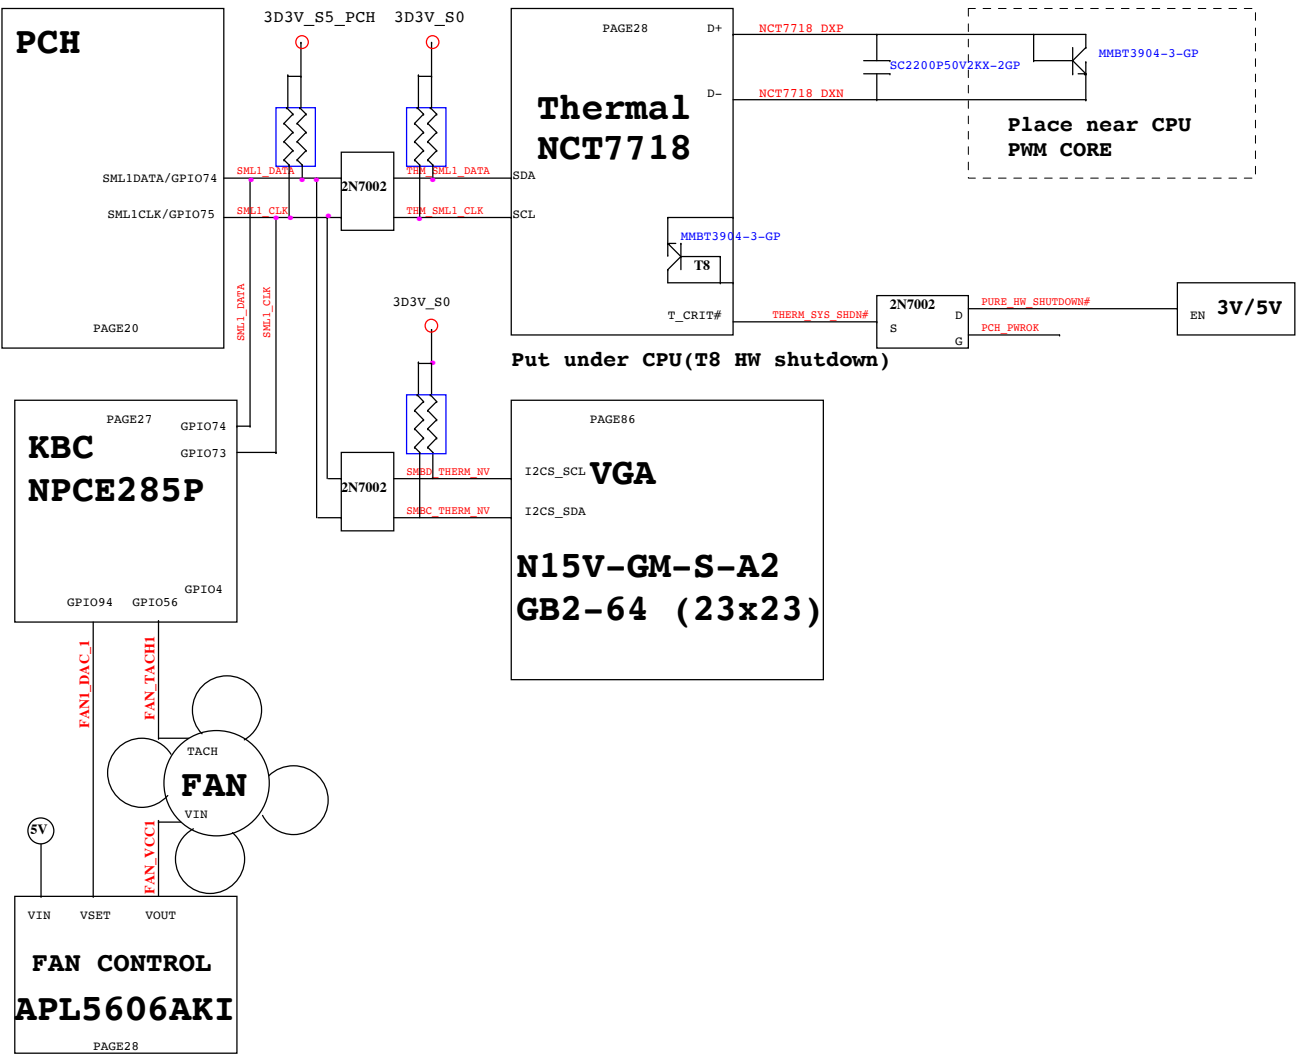 3D3V_S5_PCH
3D3V_S0
PCH
SML1DATA/GPIO74
SML1CLK/GPIO75
PAGE20
SML1_DATA
SML1_CLK
2N7002
THM_SML1_DATA
THM_SML1_CLK
PAGE28
D+
D-
Thermal
NCT7718
SDA
SCL
MMBT3904-3-GP
T8
T_CRIT#
NCT7718_DXP
NCT7718_DXN
SC2200P50V2KX-2GP
MMBT3904-3-GP
Place near CPU
PWM CORE
THERM_SYS_SHDN#
2N7002
S
D
G
PURE_HW_SHUTDOWN#
PCH_PWROK
EN
3V/5V
Put under CPU(T8 HW shutdown)
SML1_DATA
SML1_CLK
3D3V_S0
PAGE27
GPIO74
GPIO73
KBC
NPCE285P
GPIO4
GPIO94
GPIO56
2N7002
SMBD_THERM_NV
SMBC_THERM_NV
PAGE86
I2CS_SCL
VGA
I2CS_SDA
N15V-GM-S-A2
GB2-64 (23x23)
FAN1_DAC_1
FAN_TACH1
TACH
FAN
VIN
5V
FAN_VCC1
VIN
VSET
VOUT
FAN CONTROL
APL5606AKI
PAGE28